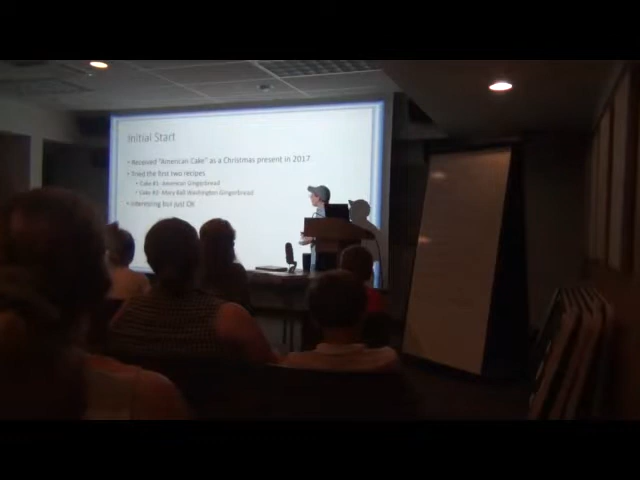 Initial Start
• Received "American Cake" as a Christmas present in 2017
• Tried the first two recipes
• Cake #1: American Gingerbread
• Cake #2: Mary Ball Washington Gingerbread
• Interesting but just OK